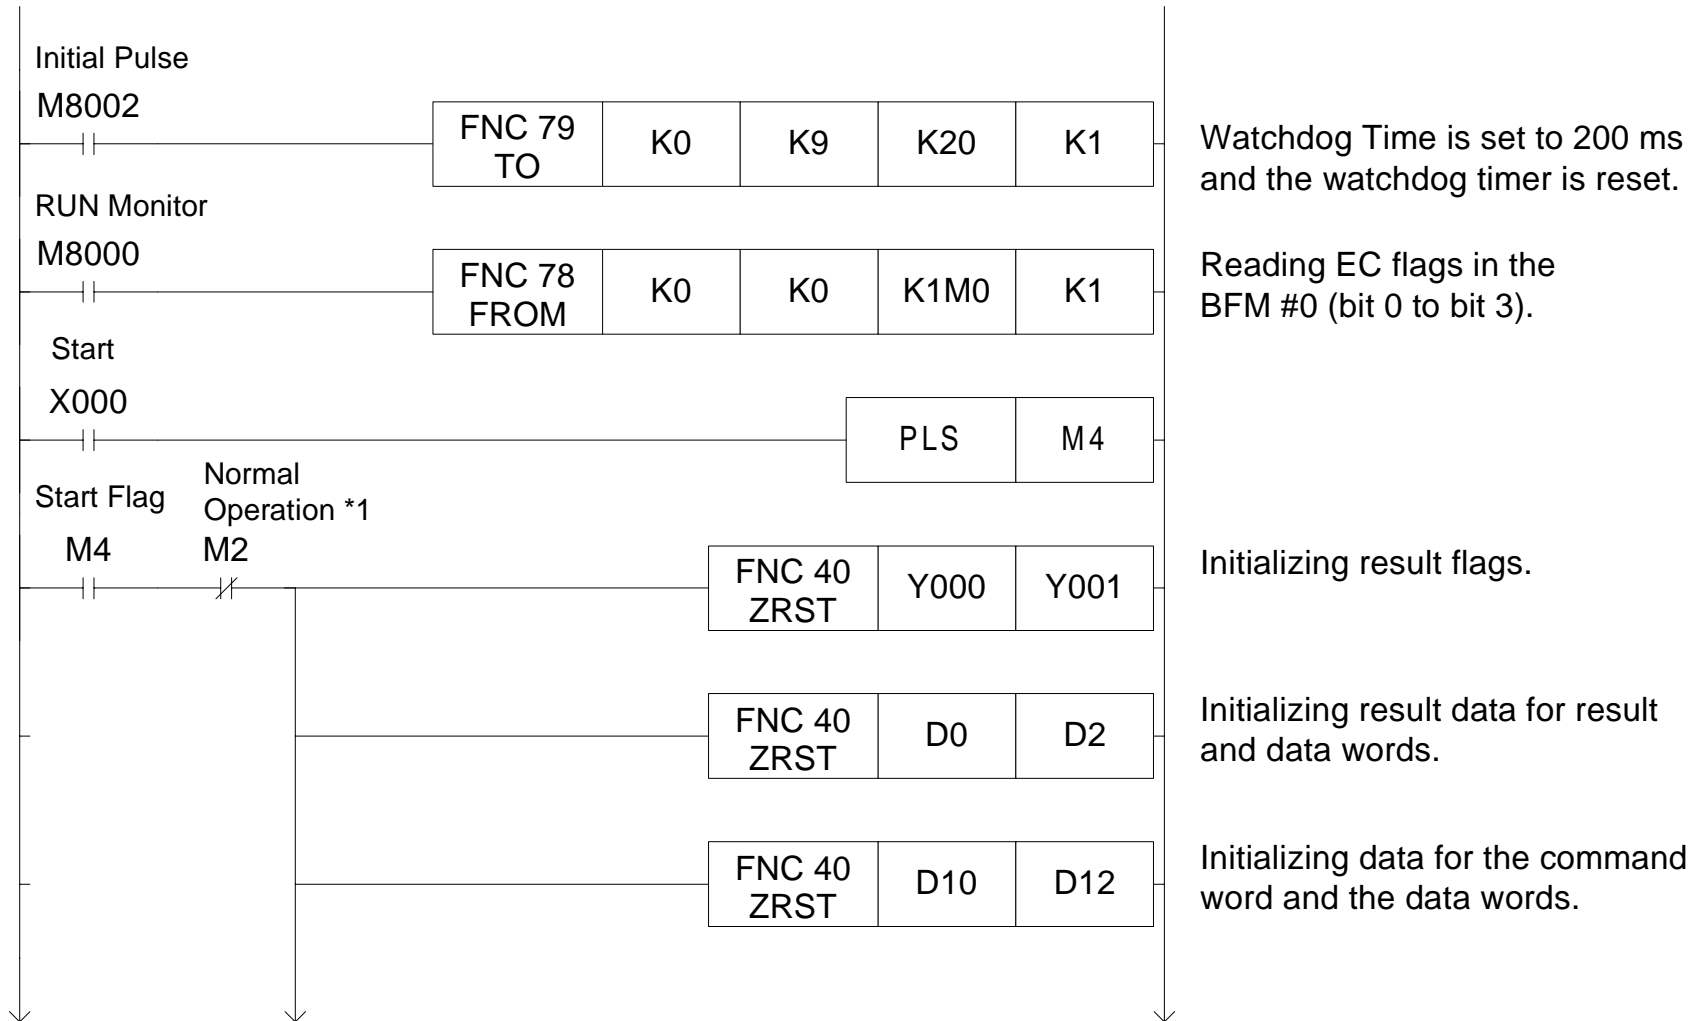 Initial Pulse
M8002
FNC 79
TO
K0
K9
K20
K1
Watchdog Time is set to 200 ms
and the watchdog timer is reset.
RUN Monitor
M8000
FNC 78
FROM
K0
K0
K1M0
K1
Reading EC flags in the
BFM #0 (bit 0 to bit 3).
Start
X000
PLS
M4
Start Flag
Normal
Operation *1
M4
M2
FNC 40
ZRST
Y000
Y001
Initializing result flags.
FNC 40
ZRST
D0
D2
Initializing result data for result
and data words.
FNC 40
ZRST
D10
D12
Initializing data for the command
word and the data words.